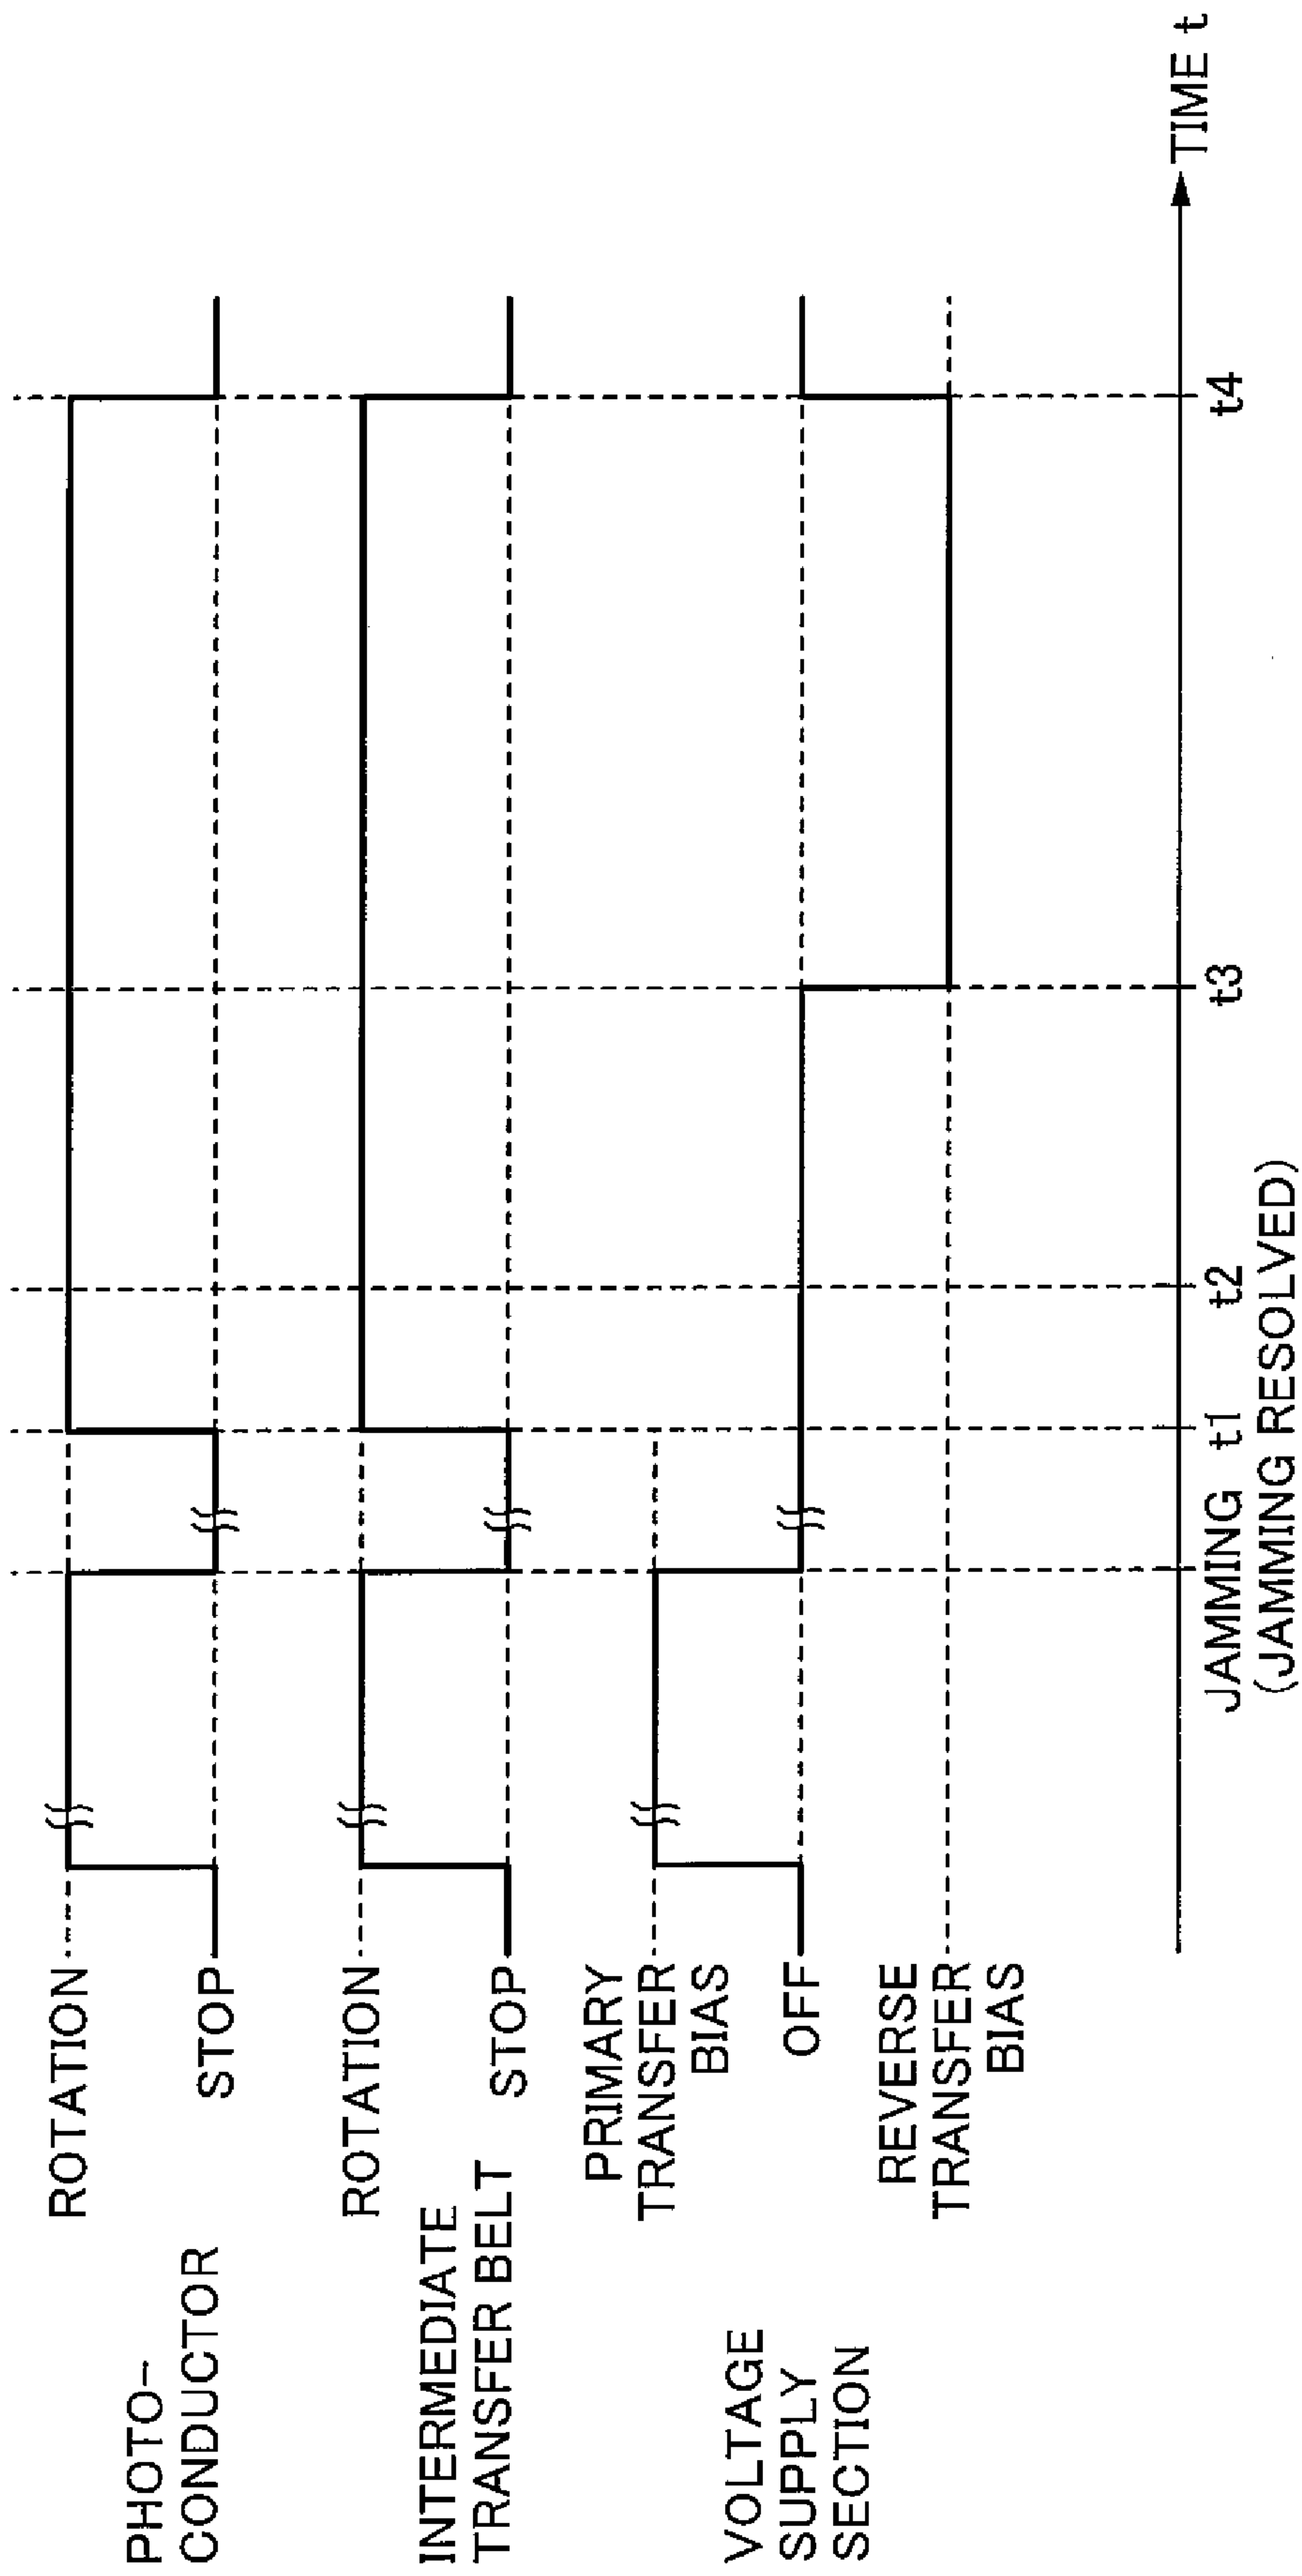 PHOTO-
CONDUCTOR
ROTATION
STOP
INTERMEDIATE
TRANSFER BELT
ROTATION
STOP
VOLTAGE
SUPPLY
SECTION
PRIMARY
TRANSFER
BIAS
OFF
REVERSE
TRANSFER
BIAS
JAMMING t1 t2 t3 t4
(JAMMING RESOLVED)
TIME t